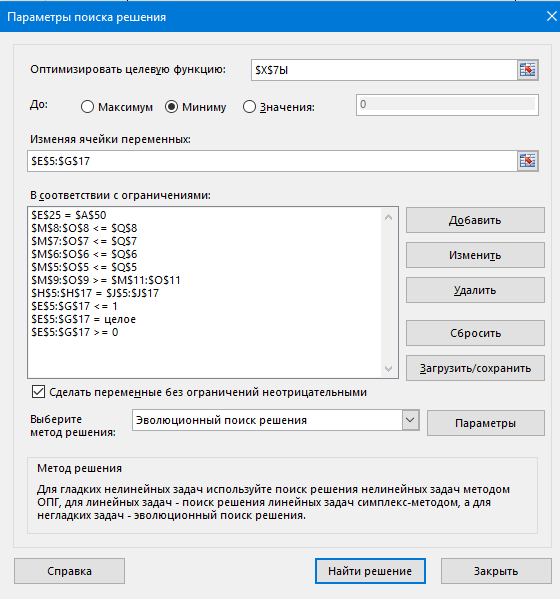 Параметры поиска решения
Оптимизировать целевую функцию:
$X$7Ы
До:
Максимум
Миниму
Значения:
0
Изменяя ячейки переменных:
$E$5:$G$17
В соответствии с ограничениями:
$E$25 = $A$50
$M$8:$O$8 <= $Q$8
$M$7:$O$7 <= $Q$7
$M$6:$O$6 <= $Q$6
$M$5:$O$5 <= $Q$5
$M$9:$O$9 >= $M$11:$O$11
$H$5:$H$17 = $J$5:$J$17
$E$5:$G$17 <= 1
$E$5:$G$17 = целое
$E$5:$G$17 >= 0
Добавить
Изменить
Удалить
Сбросить
Загрузить/сохранить
Сделать переменные без ограничений неотрицательными
Выберите
метод решения:
Эволюционный поиск решения
Параметры
Метод решения
Для гладких нелинейных задач используйте поиск решения нелинейных задач методом
ОПГ, для линейных задач - поиск решения линейных задач симплекс-методом, а для
негладких задач - эволюционный поиск решения.
Справка
Найти решение
Закрыть